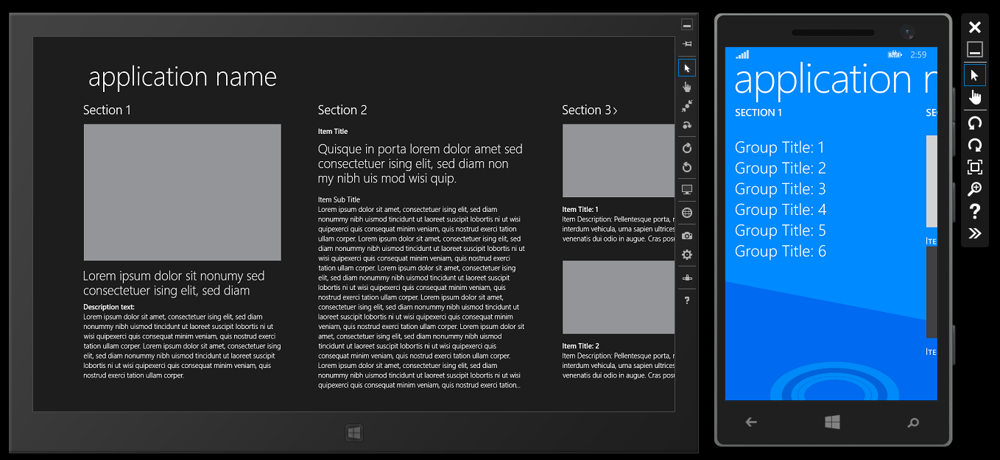 application name
Section 1
Lorem ipsum dolor sit nonumy sed
consectetuer ising elit, sed diam
Description text:
Lorem ipsum dolor sit amet, consectetuer ising elit, sed diam
nonummy nibh uismod tincidunt ut laoreet suscipit lobortis ni ut
wisi quipexerci quis consequat minim veniam, quis nostrud exerci
tation ullam corper. Lorem ipsum dolor sit amet, consectetuer ising
elit, sed diam nonummy nibh uismod tincidunt ut laoreet suscipit
lobortis ni ut wisi quipexerci quis consequat minim veniam, quis
nostrud exerci tation ullam corper.
Section 2
Item Title
Quisque in porta lorem dolor amet sed
consectetuer ising elit, sed diam non
my nibh uis mod wisi quip.
Item Sub Title
Lorem ipsum dolor sit amet, consectetuer ising elit, sed diam
nonummy nibh uismod tincidunt ut laoreet suscipit lobortis ni ut wisi
quipexerci quis consequat minim veniam, quis nostrud exerci tation
ullam corper. Lorem ipsum dolor sit amet, consectetuer ising elit, sed
diam nonummy nibh uismod tincidunt ut laoreet suscipit lobortis ni ut
wisi quipexerci quis consequat minim veniam, quis nostrud exerci
tation ullam corper. Lorem ipsum dolor sit amet, consectetuer ising
elit, sed diam nonummy nibh uismod tincidunt ut laoreet suscipit
lobortis ni ut wisi quipexerci quis consequat minim veniam, quis
nostrud exerci tation ullam corper. Lorem ipsum dolor sit amet,
consectetuer ising elit, sed diam nonummy nibh uismod tincidunt ut
laoreet suscipit lobortis ni ut wisi quipexerci quis consequat minim
veniam, quis nostrud exerci tation ullam corper. Lorem ipsum dolor sit
amet, consectetuer ising elit, sed diam nonummy nibh uismod
tincidunt ut laoreet suscipit lobortis ni ut wisi quipexerci quis
consequat minim veniam, quis nostrud exerci tation ullam corper.
Lorem ipsum dolor sit amet, consectetuer ising elit, sed diam
nonummy nibh uismod tincidunt ut laoreet suscipit lobortis ni ut wisi
quipexerci quis consequat minim veniam, quis nostrud exerci tation..
Section 3
Item Title: 1
Item Description: Pellentesque porta,
interdum vehicula, urna sapien ultrices
venenatis dui odio in augue. Cras
Item Title: 2
Item Description: Pellentesque porta,
interdum vehicula, urna sapien ultrices
venenatis dui odio in augue. Cras
?
2:59
application
SECTION 1
Group Title: 1
Group Title: 2
Group Title: 3
Group Title: 4
Group Title: 5
Group Title: 6
?